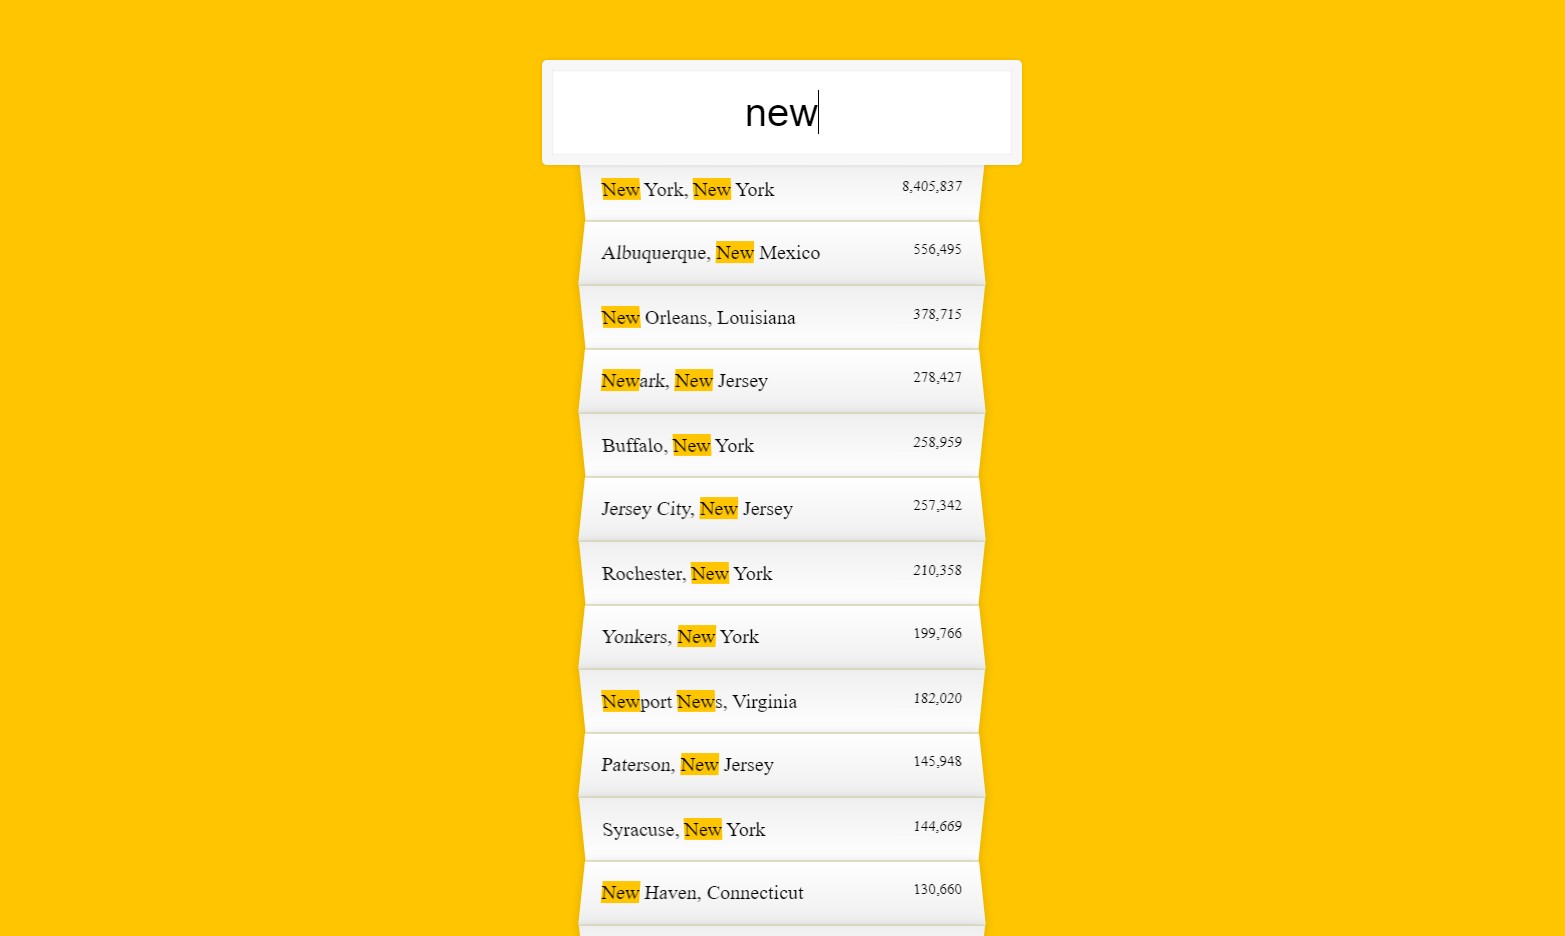 new
New York, New York 8,405,837
Albuquerque, New Mexico 556,495
New Orleans, Louisiana 378,715
Newark, New Jersey 278,427
Buffalo, New York 258,959
Jersey City, New Jersey 257,342
Rochester, New York 210,358
Yonkers, New York 199,766
Newport News, Virginia 182,020
Paterson, New Jersey 145,948
Syracuse, New York 144,669
New Haven, Connecticut 130,660